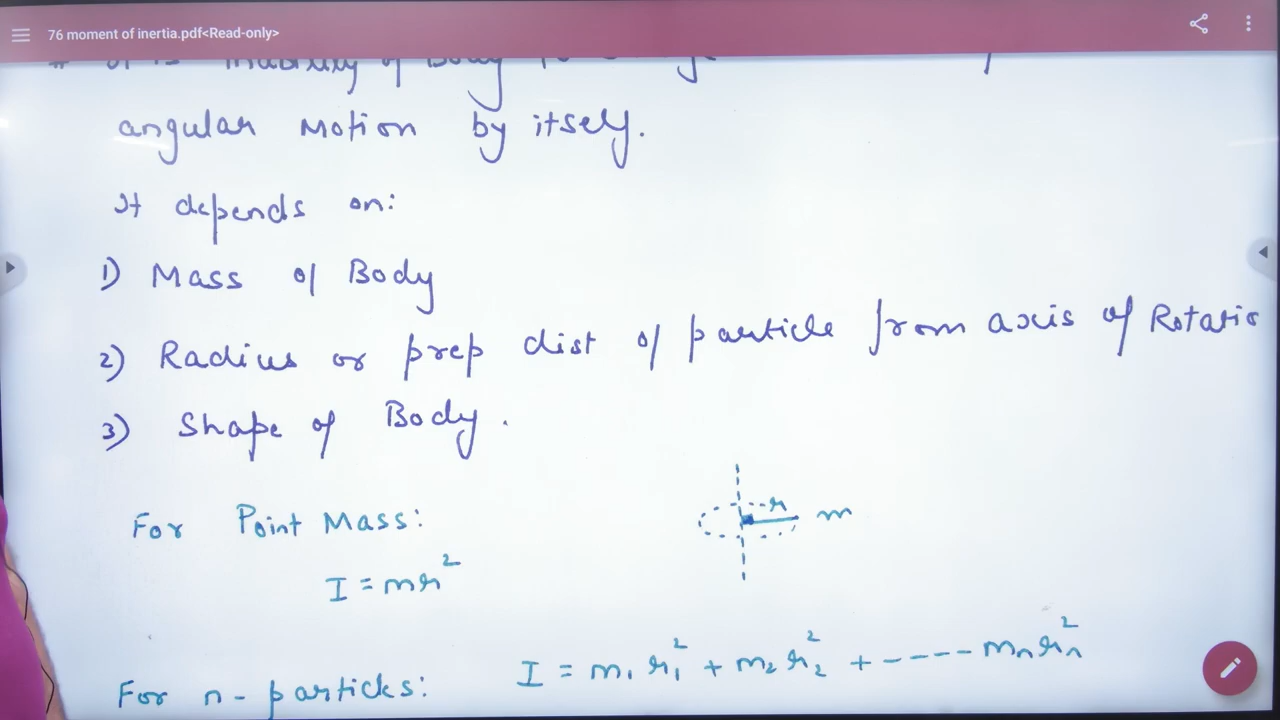 76 moment of inertia.pdf<Read-only>
of Body
angular motion by itself.
It depends on:
1) Mass of Body
2) Radius or prep dist of particle from axis of Rotatio
3) Shape of Body.
For Point Mass:
r m
I = mr²
I = m₁r₁² + m₂r₂² + ---- mₙrₙ²
For n-particles: